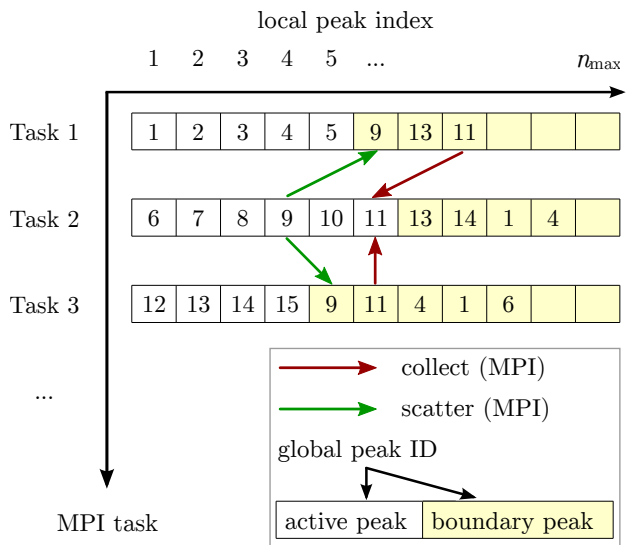 local peak index
1 2 3 4 5 ... n_max
Task 1 1 2 3 4 5 9 13 11
Task 2 6 7 8 9 10 11 13 14 1 4
Task 3 12 13 14 15 9 11 4 1 6
...
collect (MPI)
scatter (MPI)
global peak ID
active peak boundary peak
MPI task